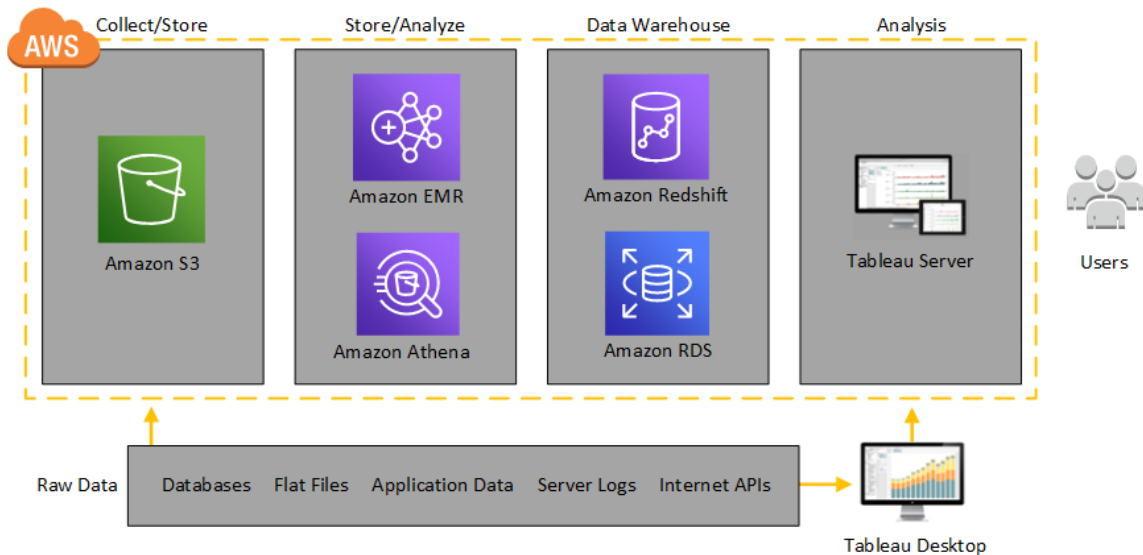 AWS
Collect/Store
Store/Analyze
Data Warehouse
Analysis
Amazon S3
Amazon EMR
Amazon Athena
Amazon Redshift
Amazon RDS
Tableau Server
Users
Raw Data
Databases
Flat Files
Application Data
Server Logs
Internet APIs
Tableau Desktop